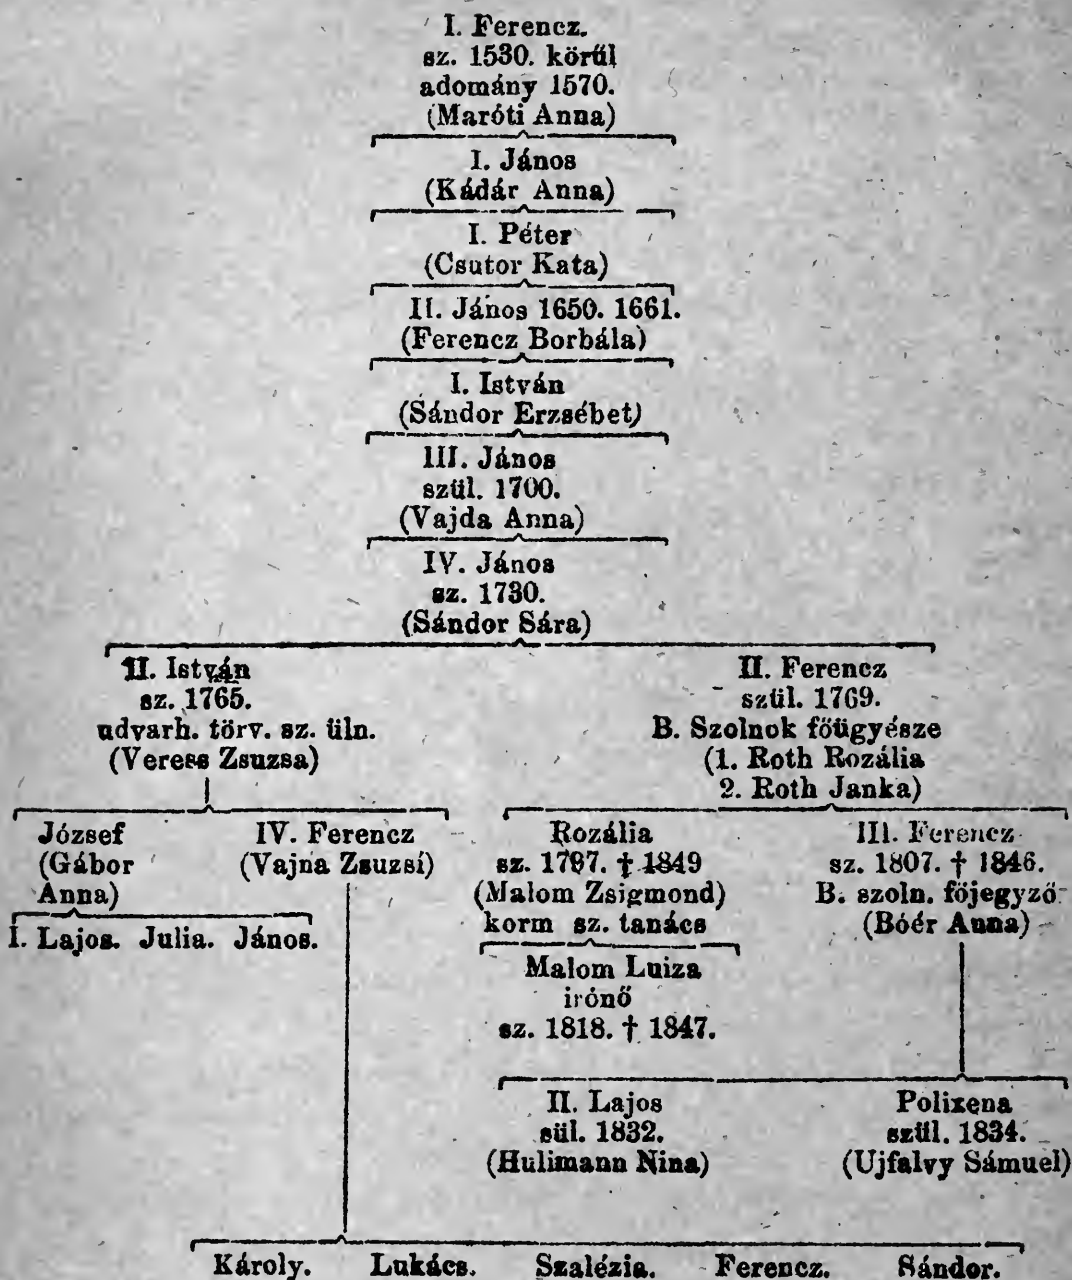 I. Ferencz.
sz. 1530. körül
adomány 1570.
(Maróti Anna)
I. János
(Kádár Anna)
I. Péter
(Csutor Kata)
II. János 1650. 1661.
(Ferencz Borbála)
I. István
(Sándor Erzsébet)
III. János
szül. 1700.
(Vajda Anna)
IV. János
sz. 1730.
(Sándor Sára)
II. István
sz. 1765.
udvarh. törv. sz. üln.
(Veress Zsuzsa)
II. Ferencz
szül. 1769.
B. Szolnok főügyésze
(1. Roth Rozália
2. Roth Janka)
József
(Gábor
Anna)
IV. Ferencz
(Vajna Zsuzsi)
Rozália
sz. 1797. † 1849
(Malom Zsigmond)
korm sz. tanács
III. Ferencz
sz. 1807. † 1846.
B. szoln. főjegyző
(Bóér Anna)
I. Lajos. Julia. János.
Malom Luiza
irónő
sz. 1818. † 1847.
II. Lajos
sül. 1832.
(Hulimann Nina)
Polixena
szül. 1834.
(Ujfalvy Sámuel)
Károly. Lukács. Szalézia. Ferencz. Sándor.